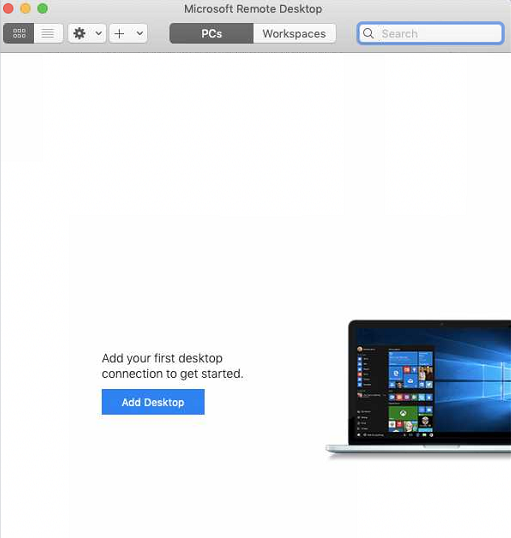 Microsoft Remote Desktop
PCs
Workspaces
Search
Add your first desktop
connection to get started.
Add Desktop